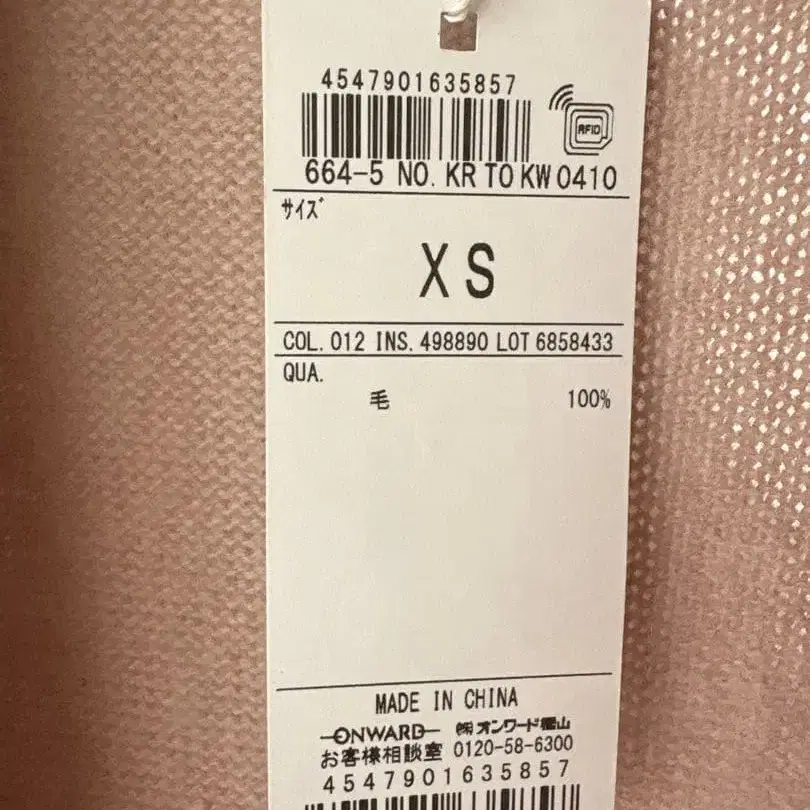 4547901635857
RFID
664-5 NO. KR TO KW 0410
サイズ
XS
COL. 012 INS. 498890 LOT 6858433
QUA.
毛 100%
MADE IN CHINA
ONWARD ㈱オンワード樫山
お客様相談室 0120-58-6300
4547901635857